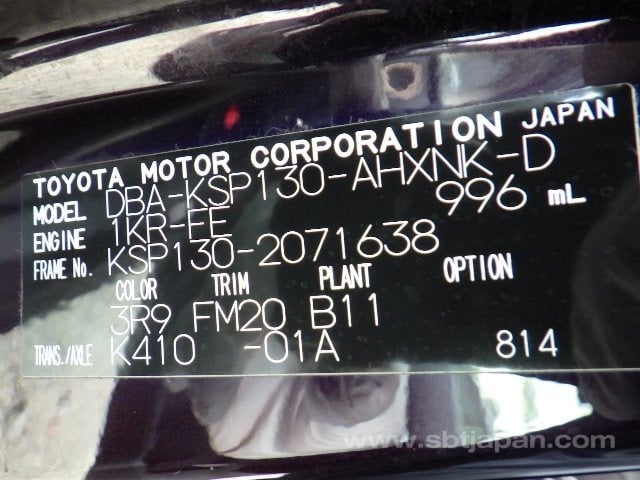 TOYOTA MOTOR CORPORATION JAPAN
MODEL DBA-KSP130-AHXNK-D
ENGINE 1KR-FE 996 mL
FRAME No. KSP130-2071638
COLOR TRIM PLANT OPTION
3R9 FM20 B11
TRANS./AXLE K410 -01A 814
www.sbtjapan.com